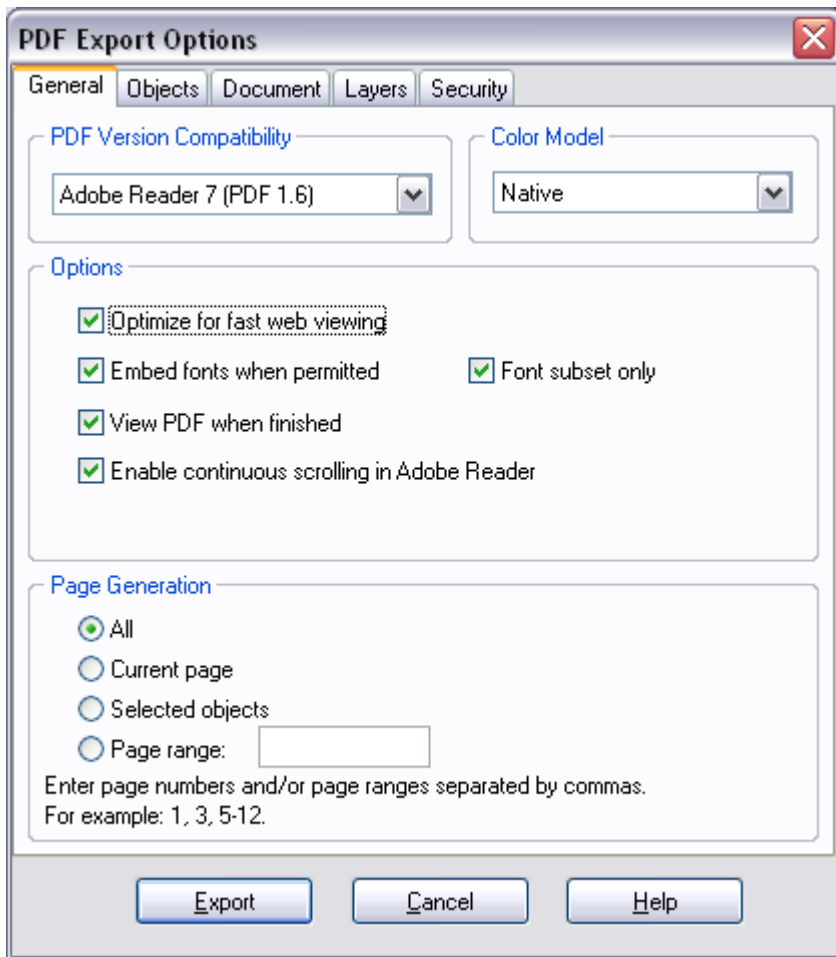 PDF Export Options
General Objects Document Layers Security
PDF Version Compatibility Color Model
Adobe Reader 7 (PDF 1.6) Native
Options
Optimize for fast web viewing
Embed fonts when permitted Font subset only
View PDF when finished
Enable continuous scrolling in Adobe Reader
Page Generation
All
Current page
Selected objects
Page range:
Enter page numbers and/or page ranges separated by commas.
For example: 1, 3, 5-12.
Export Cancel Help